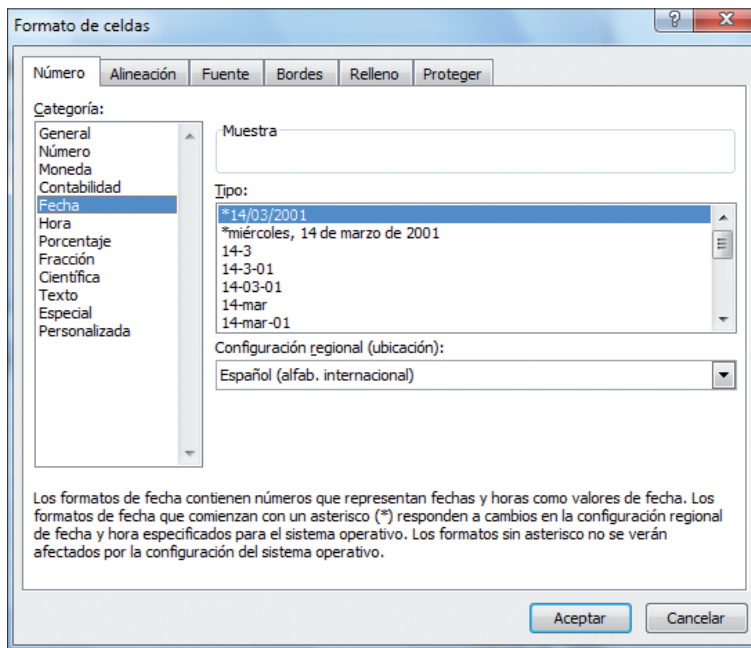 Formato de celdas
Número Alineación Fuente Bordes Relleno Proteger
Categoría:
General
Número
Moneda
Contabilidad
Fecha
Hora
Porcentaje
Fracción
Científica
Texto
Especial
Personalizada
Muestra
Tipo:
*14/03/2001
*miércoles, 14 de marzo de 2001
14-3
14-3-01
14-03-01
14-mar
14-mar-01
Configuración regional (ubicación):
Español (alfab. internacional)
Los formatos de fecha contienen números que representan fechas y horas como valores de fecha. Los
formatos de fecha que comienzan con un asterisco (*) responden a cambios en la configuración regional
de fecha y hora especificados para el sistema operativo. Los formatos sin asterisco no se verán
afectados por la configuración del sistema operativo.
Aceptar Cancelar